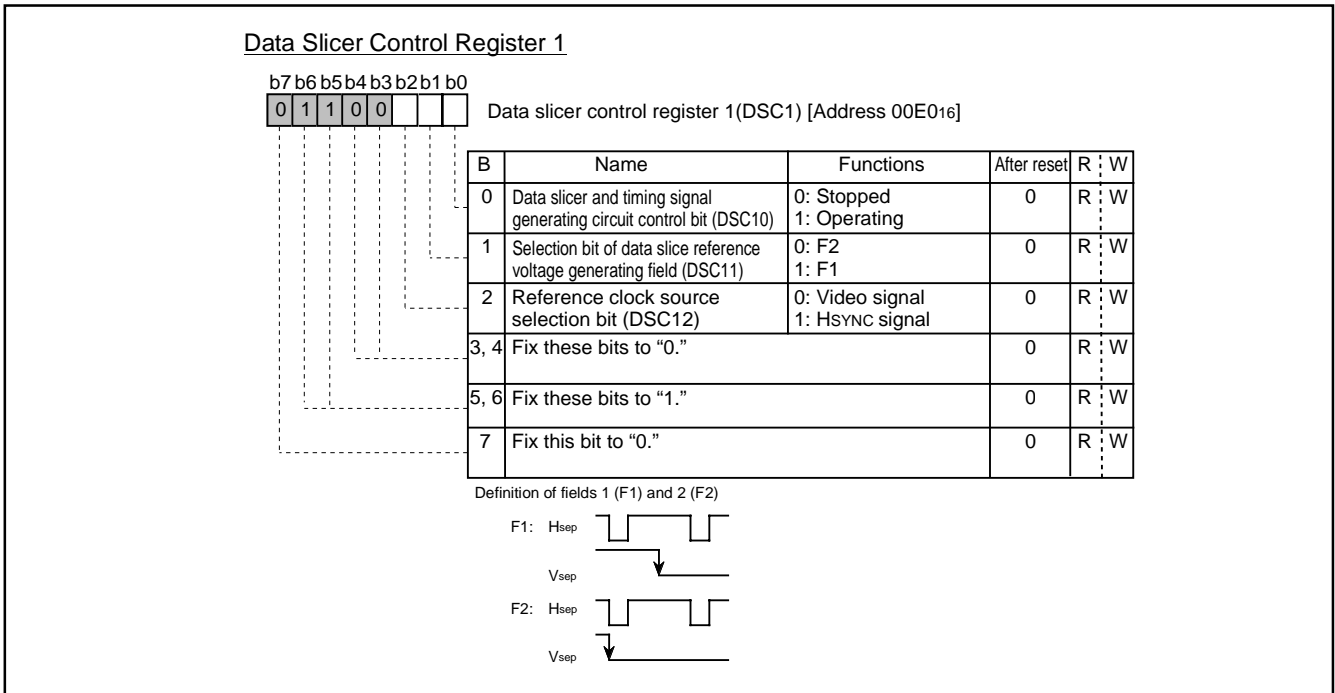 Data Slicer Control Register 1
b7 b6 b5 b4 b3 b2 b1 b0
0 1 1 0 0
Data slicer control register 1(DSC1) [Address 00E016]
B Name Functions After reset R W
0 Data slicer and timing signal generating circuit control bit (DSC10) 0: Stopped 1: Operating 0 R W
1 Selection bit of data slice reference voltage generating field (DSC11) 0: F2 1: F1 0 R W
2 Reference clock source selection bit (DSC12) 0: Video signal 1: HSYNC signal 0 R W
3, 4 Fix these bits to “0.” 0 R W
5, 6 Fix these bits to “1.” 0 R W
7 Fix this bit to “0.” 0 R W
Definition of fields 1 (F1) and 2 (F2)
F1: Hsep
Vsep
F2: Hsep
Vsep